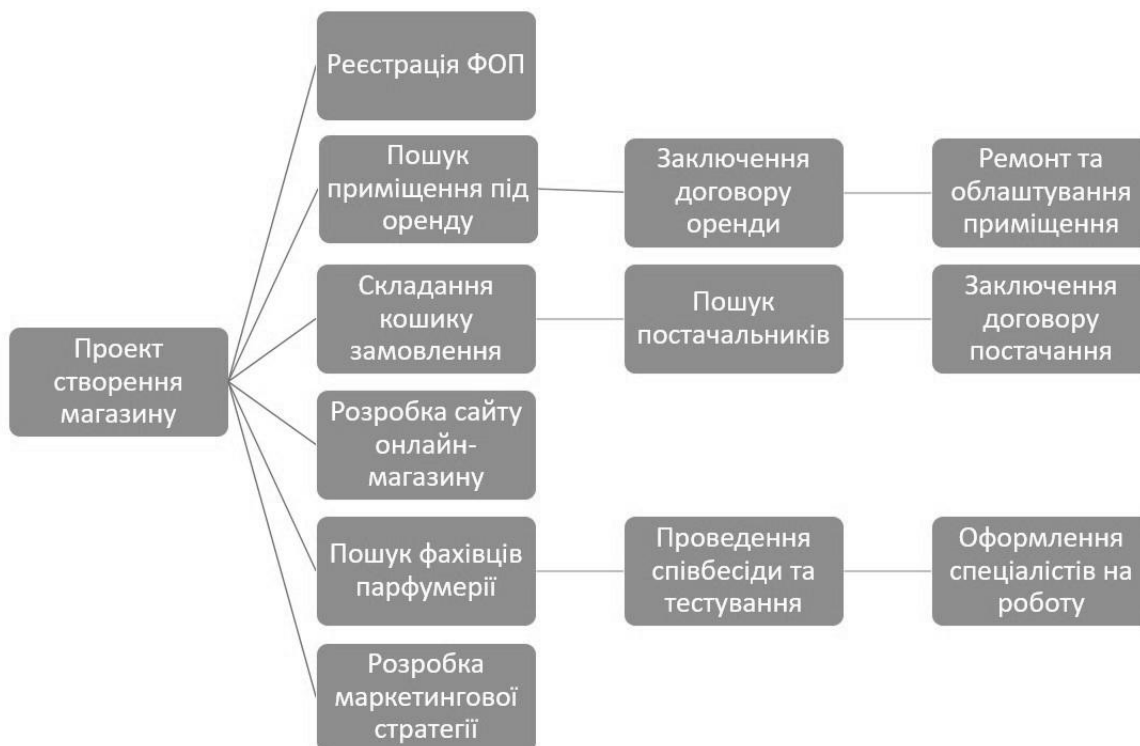 Проект
створення
магазину
Реєстрація ФОП
Пошук
приміщення під
оренду
Заключення
договору
оренди
Ремонт та
облаштування
приміщення
Складання
кошику
замовлення
Пошук
постачальників
Заключення
договору
постачання
Розробка сайту
онлайн-
магазину
Пошук фахівців
парфумерії
Проведення
співбесіди та
тестування
Оформлення
спеціалістів на
роботу
Розробка
маркетингової
стратегії